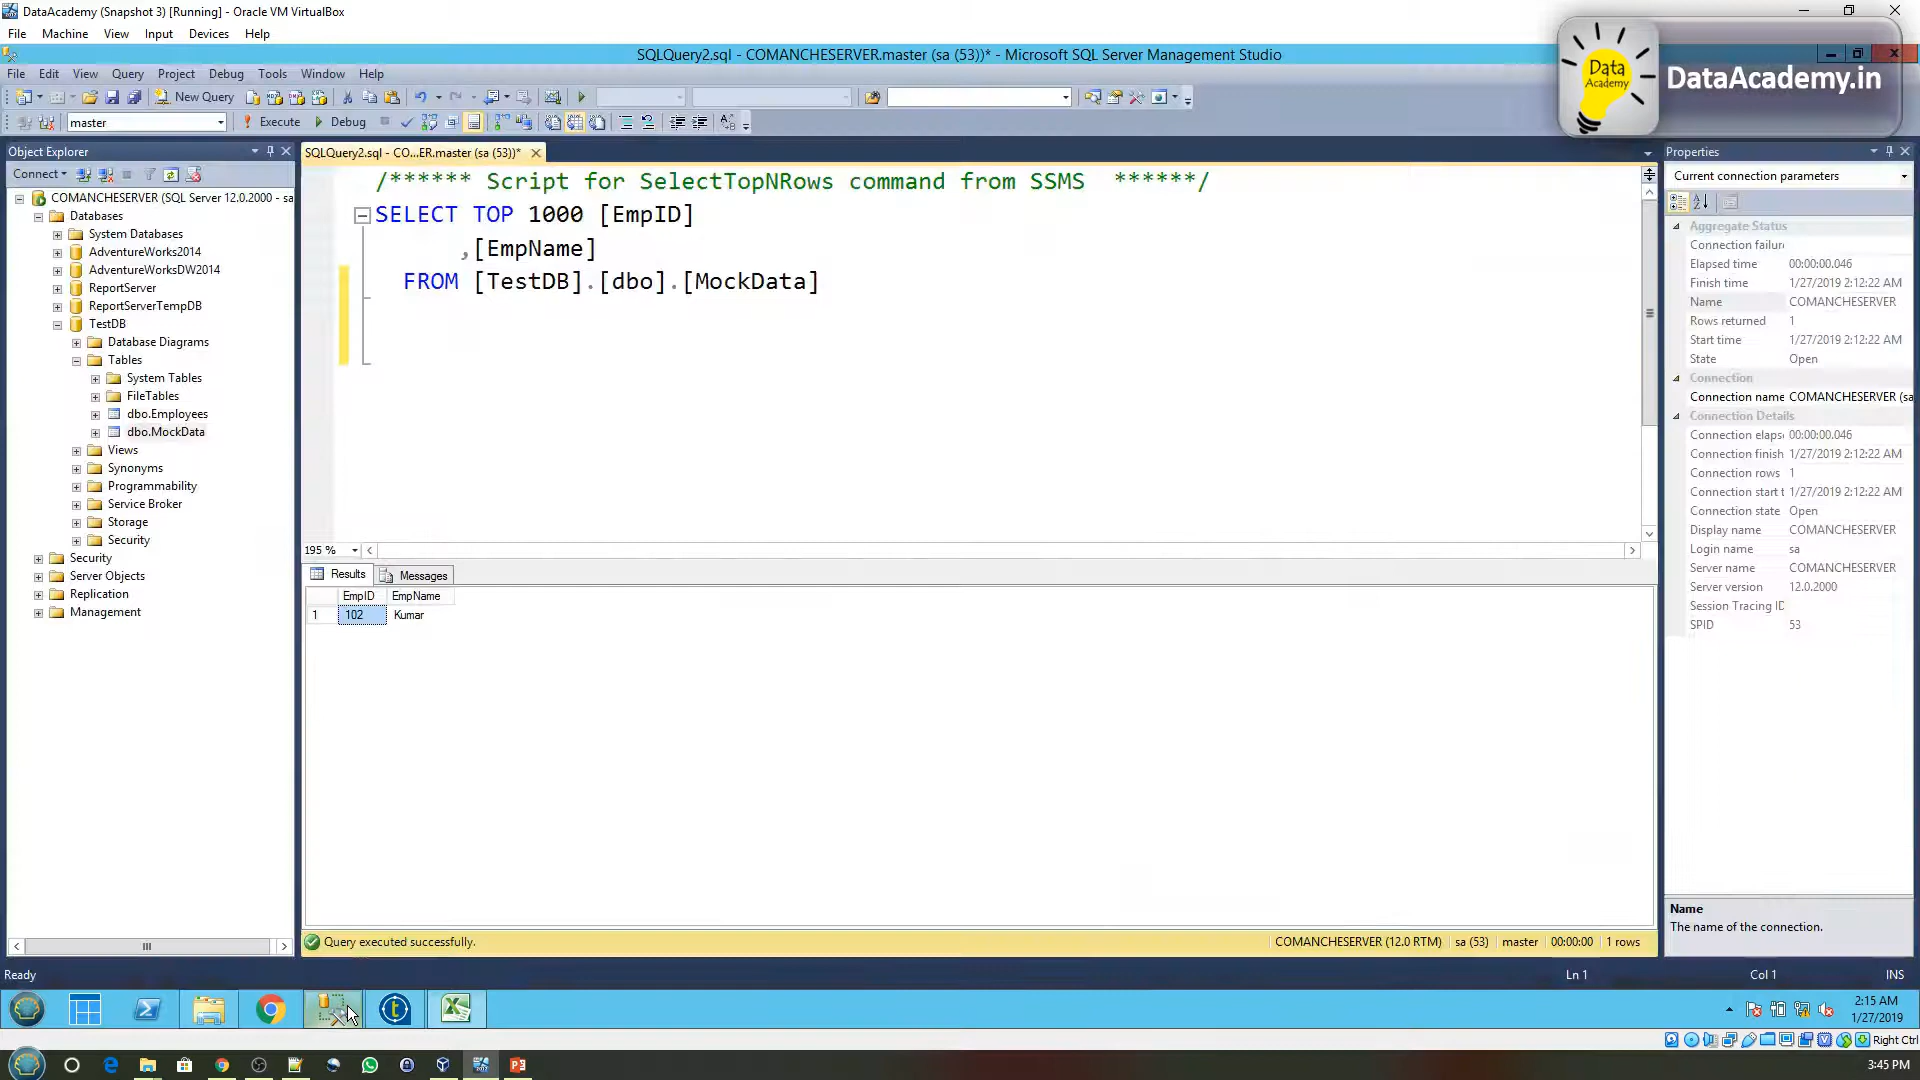 DataAcademy (Snapshot 3) [Running] - Oracle VM VirtualBox
File Machine View Input Devices Help
SQLQuery2.sql - COMANCHESERVER.master (sa (53))* - Microsoft SQL Server Management Studio
Data Academy
DataAcademy.in
File Edit View Query Project Debug Tools Window Help
New Query
master
Execute
Debug
Object Explorer
Connect
COMANCHESERVER (SQL Server 12.0.2000 - sa
Databases
System Databases
AdventureWorks2014
AdventureWorksDW2014
ReportServer
ReportServerTempDB
TestDB
Database Diagrams
Tables
System Tables
FileTables
dbo.Employees
dbo.MockData
Views
Synonyms
Programmability
Service Broker
Storage
Security
Security
Server Objects
Replication
Management
SQLQuery2.sql - CO...ER.master (sa (53))*
/****** Script for SelectTopNRows command from SSMS ******/
SELECT TOP 1000 [EmpID]
,[EmpName]
FROM [TestDB].[dbo].[MockData]
195 %
Results
Messages
EmpID EmpName
1 102 Kumar
Query executed successfully.
COMANCHESERVER (12.0 RTM) sa (53) master 00:00:00 1 rows
Properties
Current connection parameters
Aggregate Status
Connection failure
Elapsed time 00:00:00.046
Finish time 1/27/2019 2:12:22 AM
Name COMANCHESERVER
Rows returned 1
Start time 1/27/2019 2:12:22 AM
State Open
Connection
Connection name COMANCHESERVER (sa
Connection Details
Connection elaps 00:00:00.046
Connection finish 1/27/2019 2:12:22 AM
Connection rows 1
Connection start t 1/27/2019 2:12:22 AM
Connection state Open
Display name COMANCHESERVER
Login name sa
Server name COMANCHESERVER
Server version 12.0.2000
Session Tracing ID
SPID 53
Name
The name of the connection.
Ready
Ln 1 Col 1 INS
2:15 AM
1/27/2019
Right Ctrl
3:45 PM